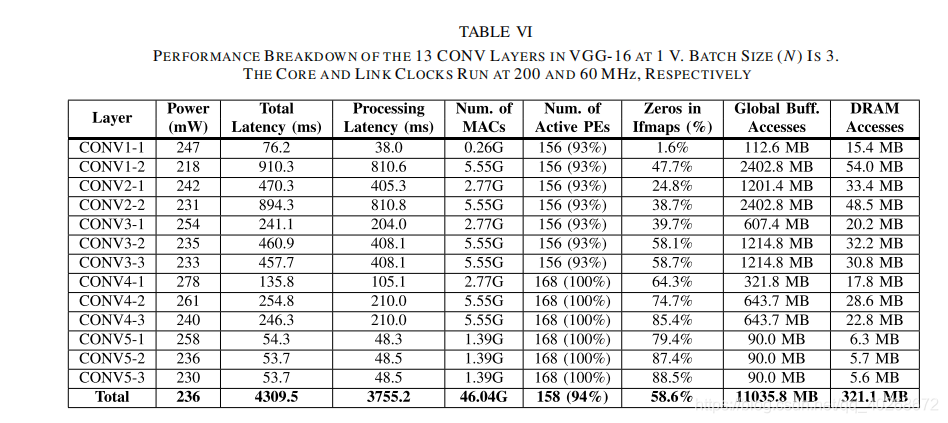 TABLE VI
PERFORMANCE BREAKDOWN OF THE 13 CONV LAYERS IN VGG-16 AT 1 V. BATCH SIZE (N) IS 3.
THE CORE AND LINK CLOCKS RUN AT 200 AND 60 MHZ, RESPECTIVELY
Layer Power (mW) Total Latency (ms) Processing Latency (ms) Num. of MACs Num. of Active PEs Zeros in Ifmaps (%) Global Buff. Accesses DRAM Accesses
CONV1-1 247 76.2 38.0 0.26G 156 (93%) 1.6% 112.6 MB 15.4 MB
CONV1-2 218 910.3 810.6 5.55G 156 (93%) 47.7% 2402.8 MB 54.0 MB
CONV2-1 242 470.3 405.3 2.77G 156 (93%) 24.8% 1201.4 MB 33.4 MB
CONV2-2 231 894.3 810.8 5.55G 156 (93%) 38.7% 2402.8 MB 48.5 MB
CONV3-1 254 241.1 204.0 2.77G 156 (93%) 39.7% 607.4 MB 20.2 MB
CONV3-2 235 460.9 408.1 5.55G 156 (93%) 58.1% 1214.8 MB 32.2 MB
CONV3-3 233 457.7 408.1 5.55G 156 (93%) 58.7% 1214.8 MB 30.8 MB
CONV4-1 278 135.8 105.1 2.77G 168 (100%) 64.3% 321.8 MB 17.8 MB
CONV4-2 261 254.8 210.0 5.55G 168 (100%) 74.7% 643.7 MB 28.6 MB
CONV4-3 240 246.3 210.0 5.55G 168 (100%) 85.4% 643.7 MB 22.8 MB
CONV5-1 258 54.3 48.3 1.39G 168 (100%) 79.4% 90.0 MB 6.3 MB
CONV5-2 236 53.7 48.5 1.39G 168 (100%) 87.4% 90.0 MB 5.7 MB
CONV5-3 230 53.7 48.5 1.39G 168 (100%) 88.5% 90.0 MB 5.6 MB
Total 236 4309.5 3755.2 46.04G 158 (94%) 58.6% 11035.8 MB 321.1 MB